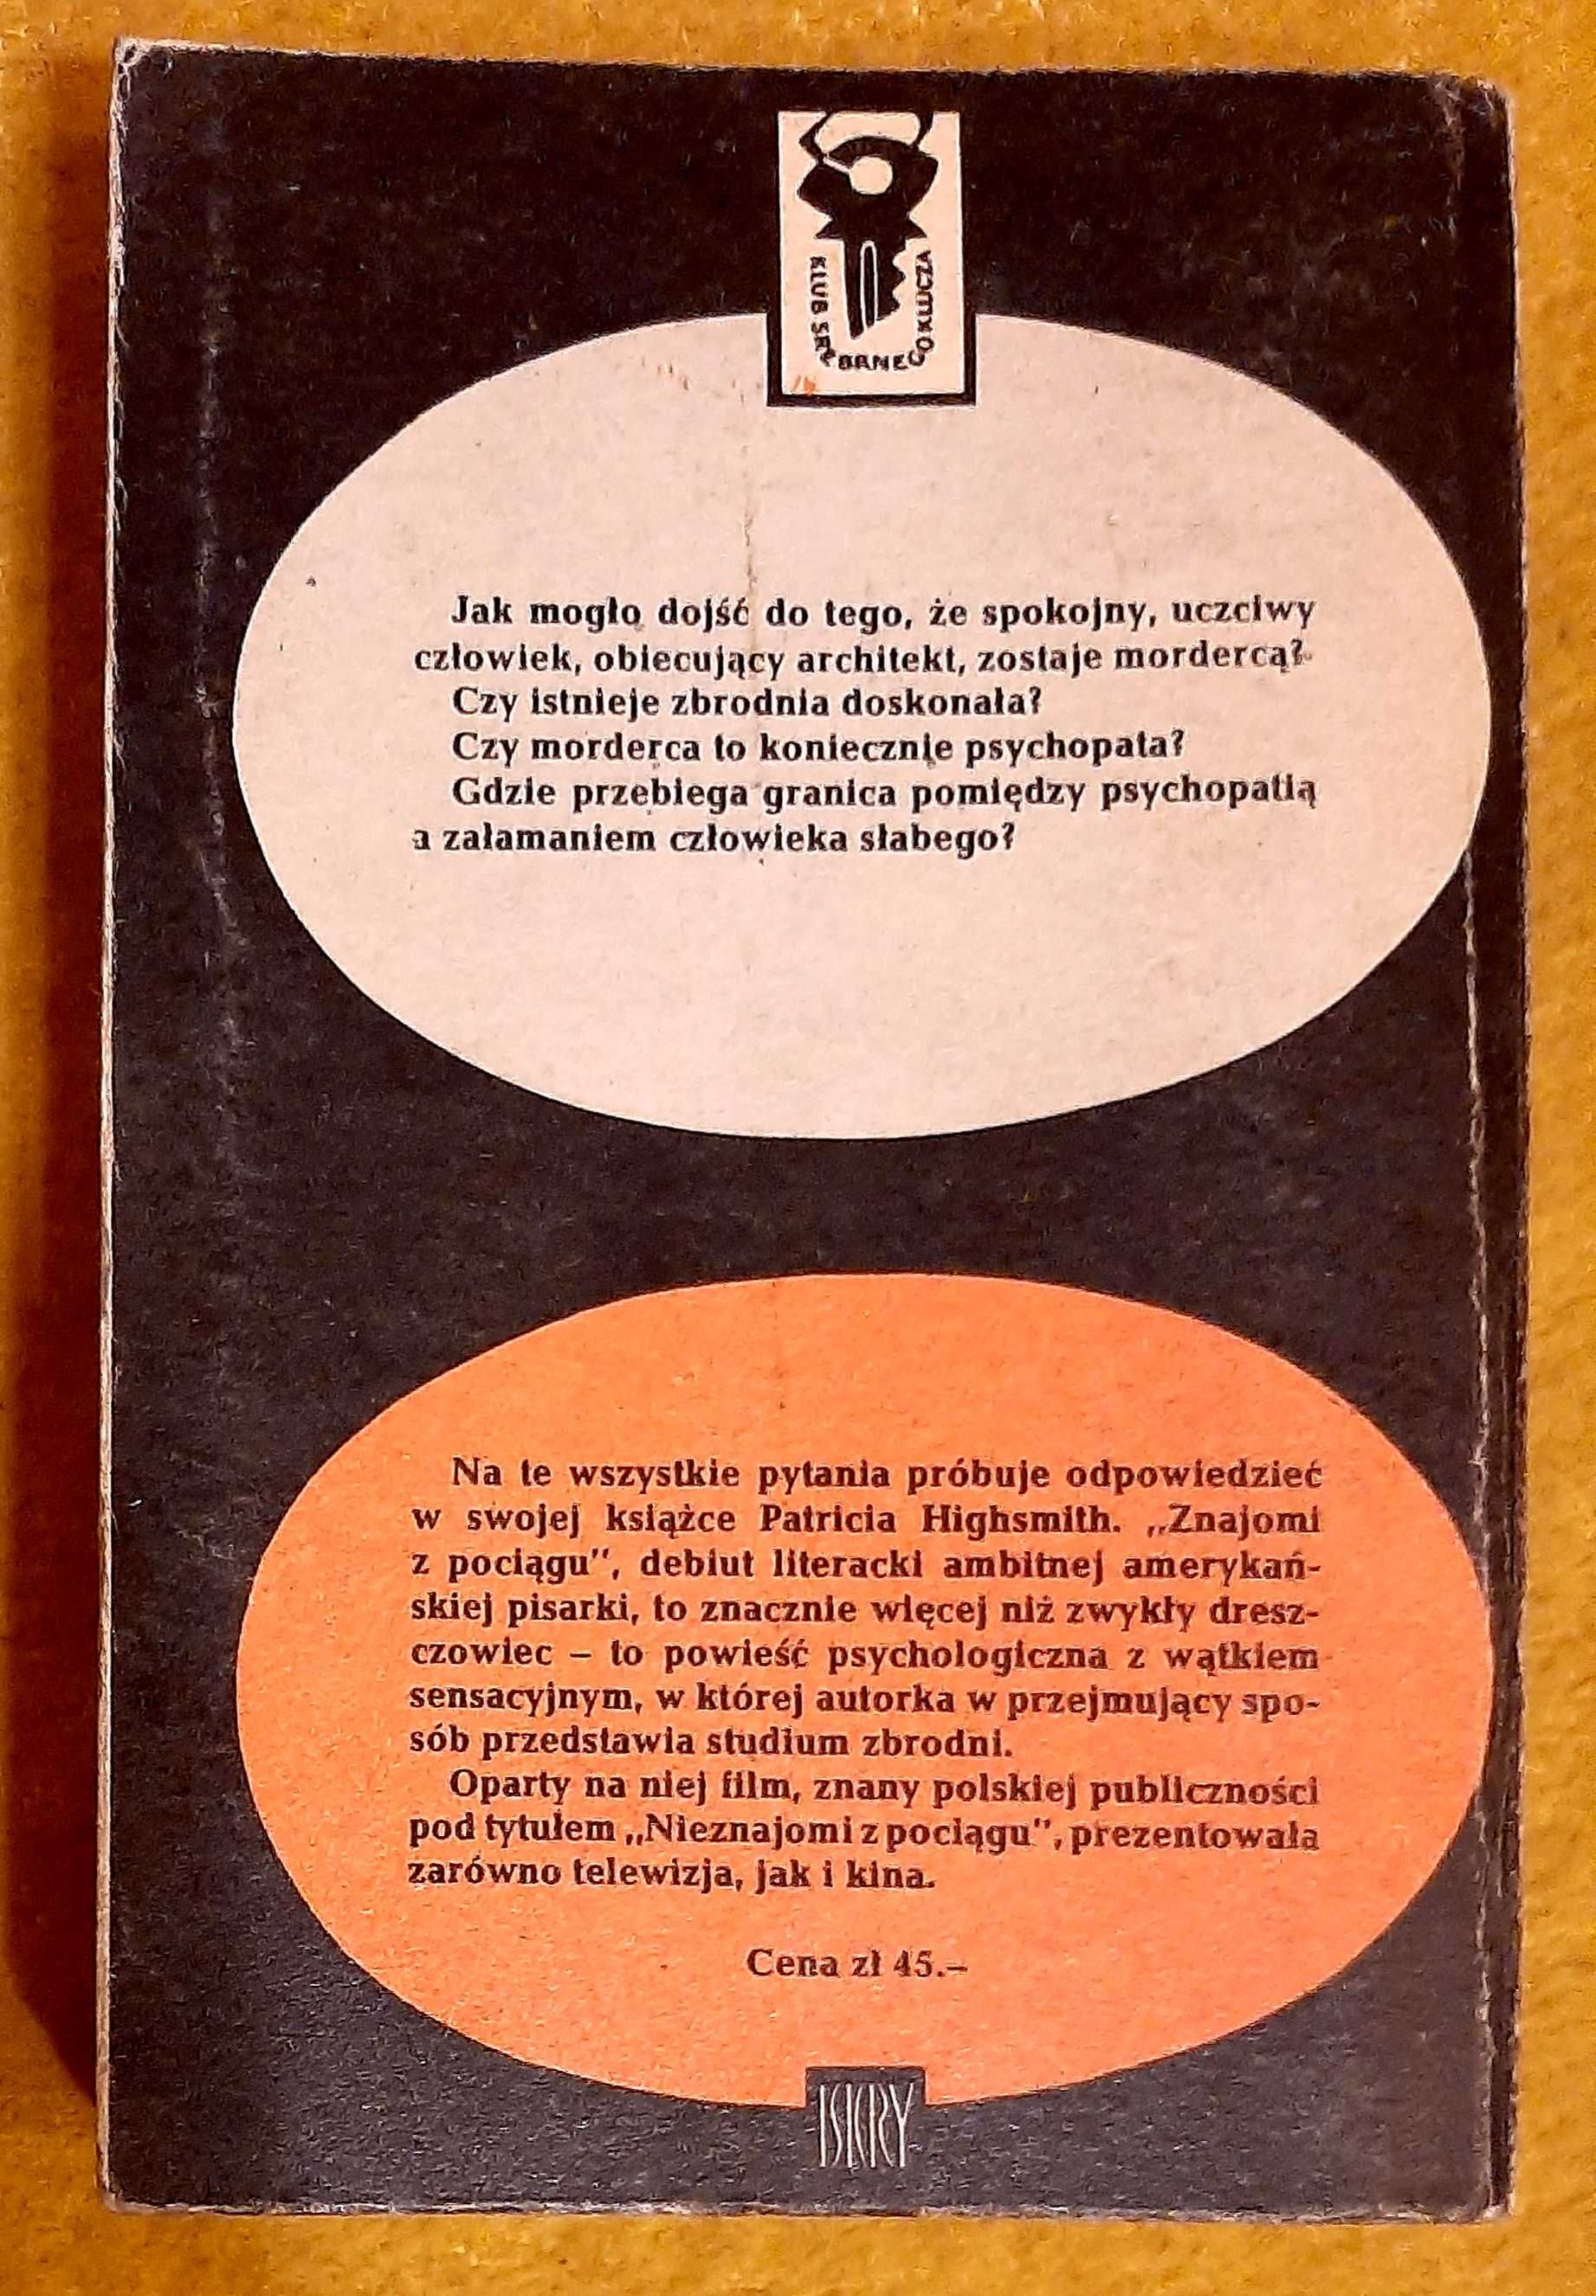 KLUB SREBRNEGO KLUCZA
Jak mogło dojść do tego, że spokojny, uczciwy
człowiek, obiecujący architekt, zostaje mordercą?
Czy istnieje zbrodnia doskonała?
Czy morderca to koniecznie psychopata?
Gdzie przebiega granica pomiędzy psychopatią
a załamaniem człowieka słabego?
Na te wszystkie pytania próbuje odpowiedzieć
w swojej książce Patricia Highsmith. „Znajomi
z pociągu", debiut literacki ambitnej amerykań-
skiej pisarki, to znacznie więcej niż zwykły dresz-
czowiec – to powieść psychologiczna z wątkiem
sensacyjnym, w której autorka w przejmujący spo-
sób przedstawia studium zbrodni.
Oparty na niej film, znany polskiej publiczności
pod tytułem „Nieznajomi z pociągu", prezentowała
zarówno telewizja, jak i kina.
Cena zł 45.–
ISKRY